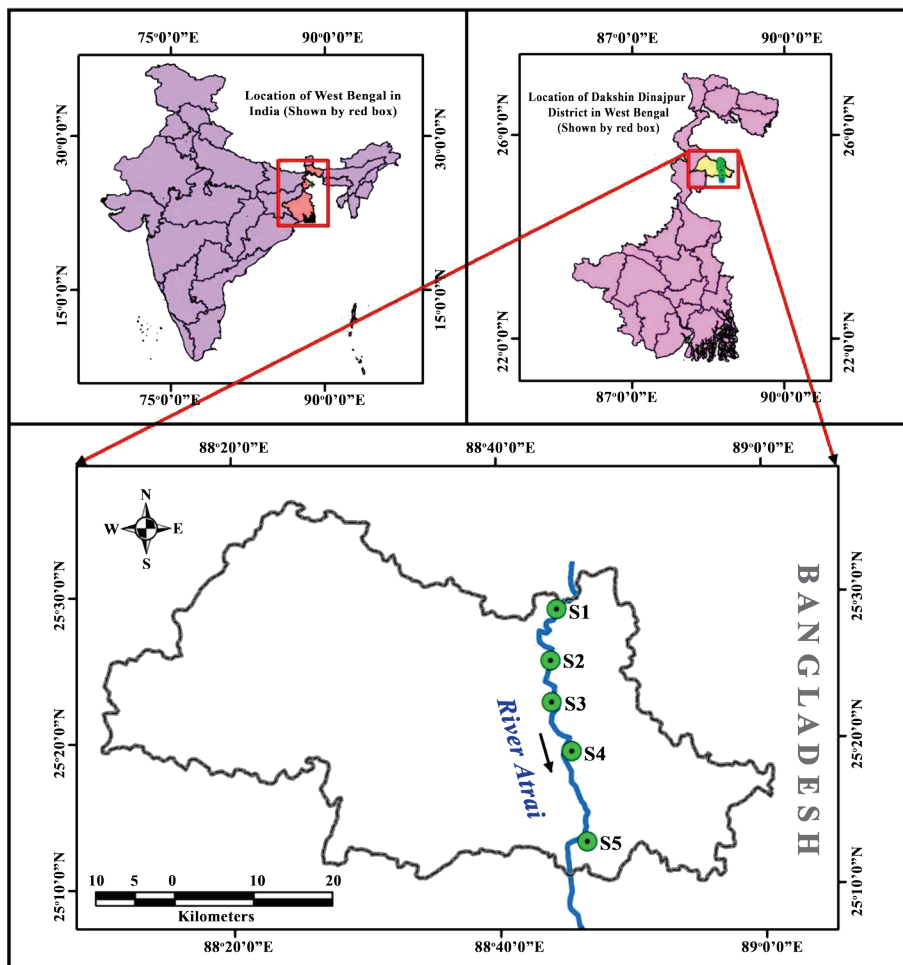 75°0’0”E 90°0’0”E
Location of West Bengal in
India (Shown by red box)
30°0’0”N
30°0’0”N
15°0’0”N
15°0’0”N
75°0’0”E 90°0’0”E
87°0’0”E 90°0’0”E
Location of Dakshin Dinajpur
District in West Bengal
(Shown by red box)
26°0’0”N
26°0’0”N
22°0’0”N
22°0’0”N
87°0’0”E 90°0’0”E
88°20’0”E 88°40’0”E 89°0’0”E
N
W E
S
25°30’0”N
25°30’0”N
S1
S2
S3
S4
S5
River Atrai
BANGLADESH
25°20’0”N
25°20’0”N
25°10’0”N
25°10’0”N
10 5 0 10 20
Kilometers
88°20’0”E 88°40’0”E 89°0’0”E